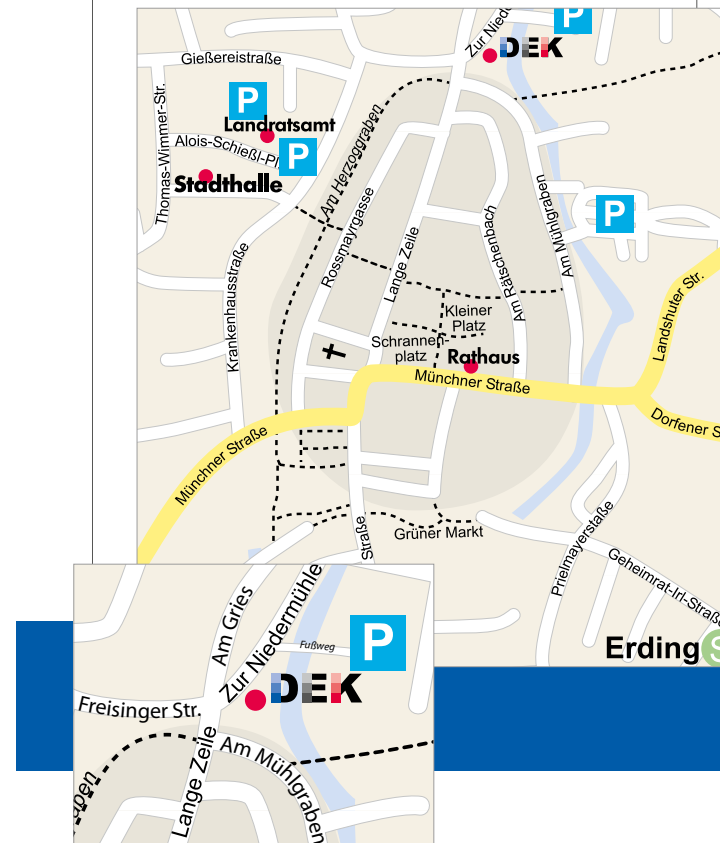 Zur Nied
P
DEK
Gießereistraße
P
Landratsamt
Alois-Schießl-Pl
P
Stadthalle
Thomas-Wimmer-Str.
Am Herzoggraben
Rossmayrgasse
Lange Zeile
Am Rätschenbach
Am Mühlgraben
P
Krankenhausstraße
Kleiner
Platz
Schrannen-
platz
Rathaus
Münchner Straße
Landshuter Str.
Dorfener S
Münchner Straße
Straße
Grüner Markt
Prielmayerstaße
Geheimrat-Irl-Straße
Erding
S
Am Gries
Zur Niedermühle
P
Fußweg
DEK
Freisinger Str.
Lange Zeile
Am Mühlgraben
aben